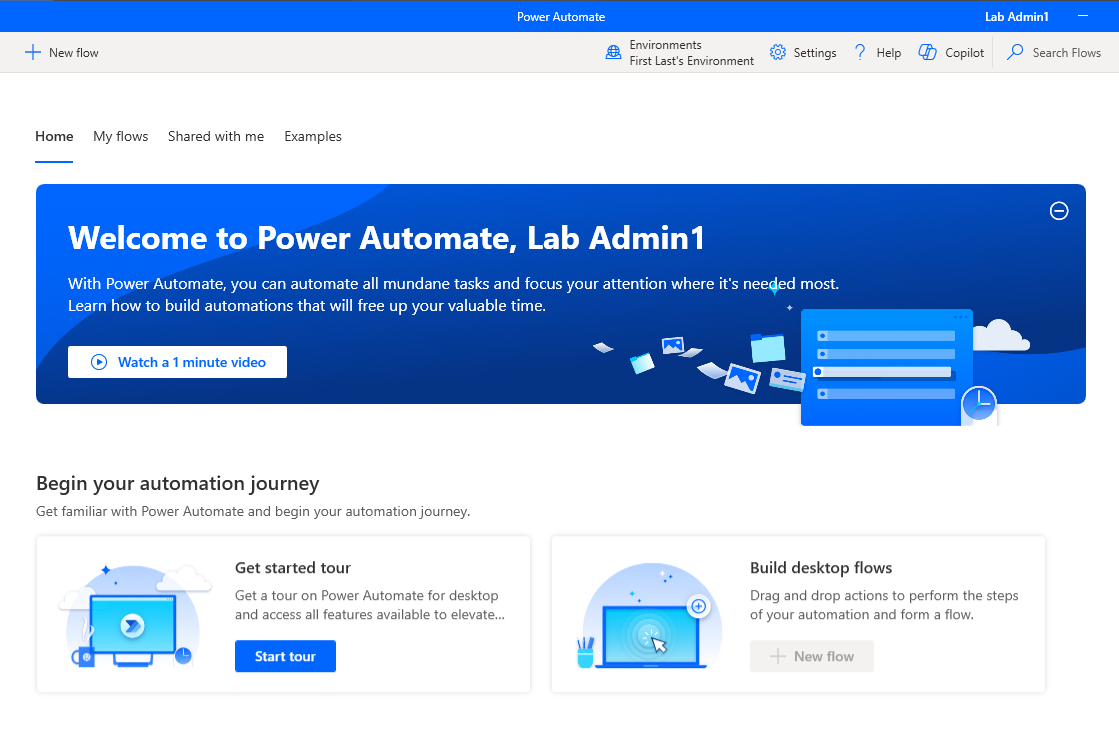 Power Automate
Lab Admin1
New flow
Environments
First Last's Environment
Settings
Help
Copilot
Search Flows
Home
My flows
Shared with me
Examples
Welcome to Power Automate, Lab Admin1
With Power Automate, you can automate all mundane tasks and focus your attention where it's needed most.
Learn how to build automations that will free up your valuable time.
Watch a 1 minute video
Begin your automation journey
Get familiar with Power Automate and begin your automation journey.
Get started tour
Get a tour on Power Automate for desktop
and access all features available to elevate...
Start tour
Build desktop flows
Drag and drop actions to perform the steps
of your automation and form a flow.
New flow